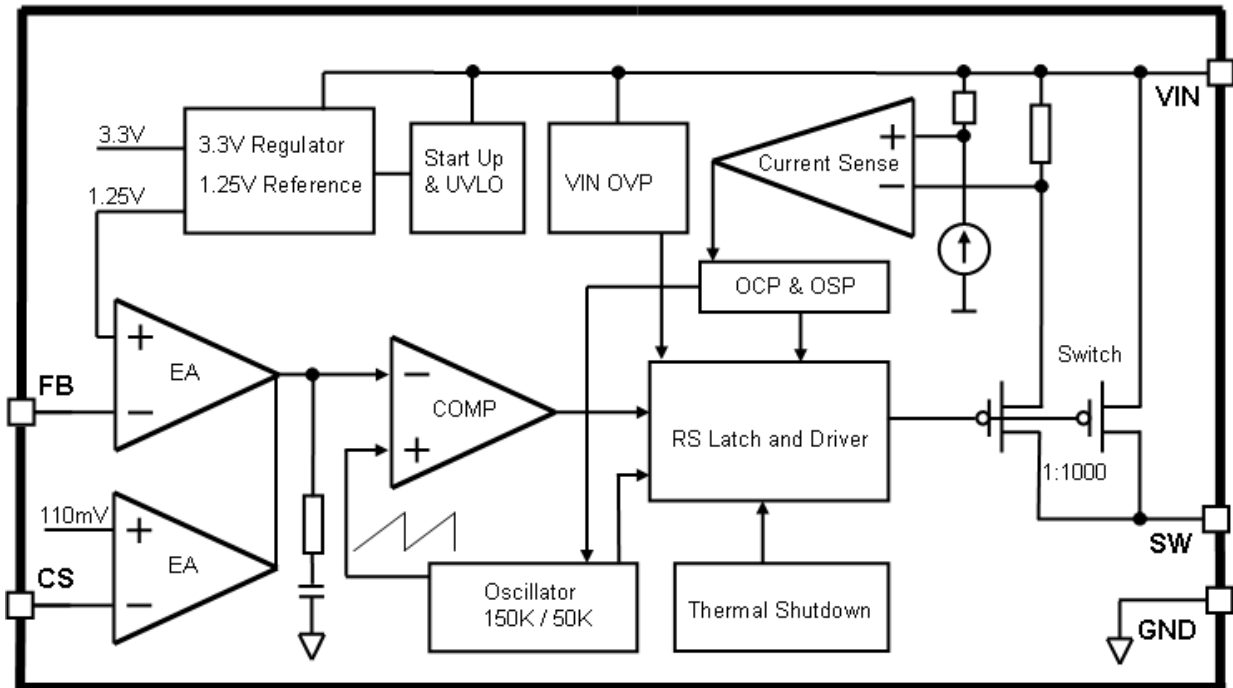 VIN
3.3V
3.3V Regulator
1.25V Reference
1.25V
Start Up
& UVLO
VIN OVP
+
Current Sense
−
OCP & OSP
+
EA
−
FB
−
COMP
+
RS Latch and Driver
Switch
1:1000
110mV
+
EA
−
CS
Oscillator
150K / 50K
Thermal Shutdown
SW
GND